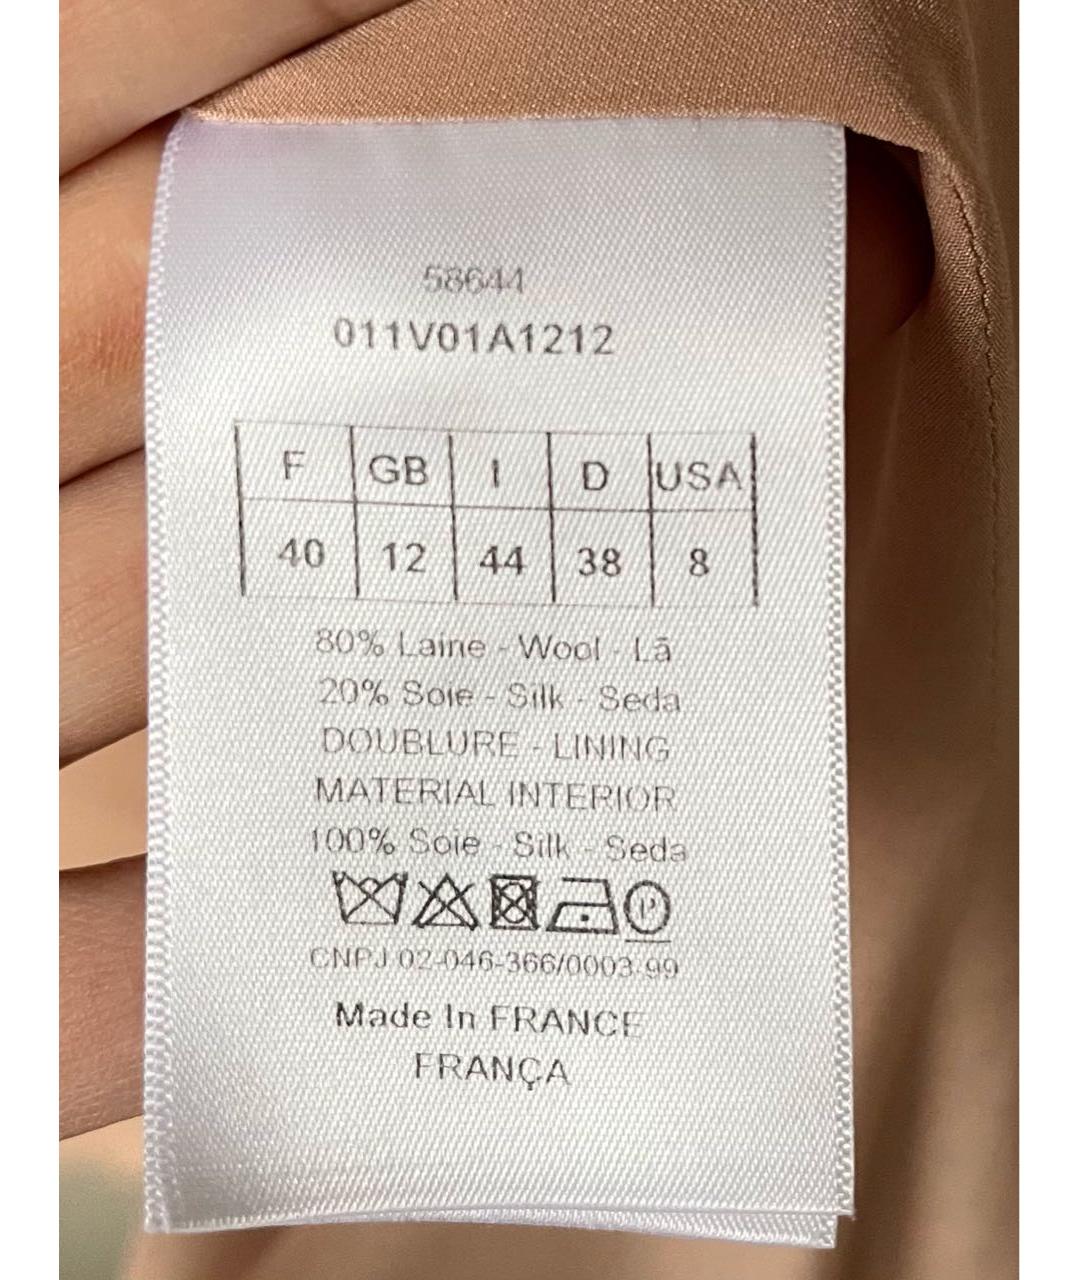 58644
011V01A1212
F GB I D USA
40 12 44 38 8
80% Laine - Wool - Lã
20% Soie - Silk - Seda
DOUBLURE - LINING
MATERIAL INTERIOR
100% Soie - Silk - Seda
P
CNPJ 02-046-366/0003-99
Made In FRANCE
FRANÇA